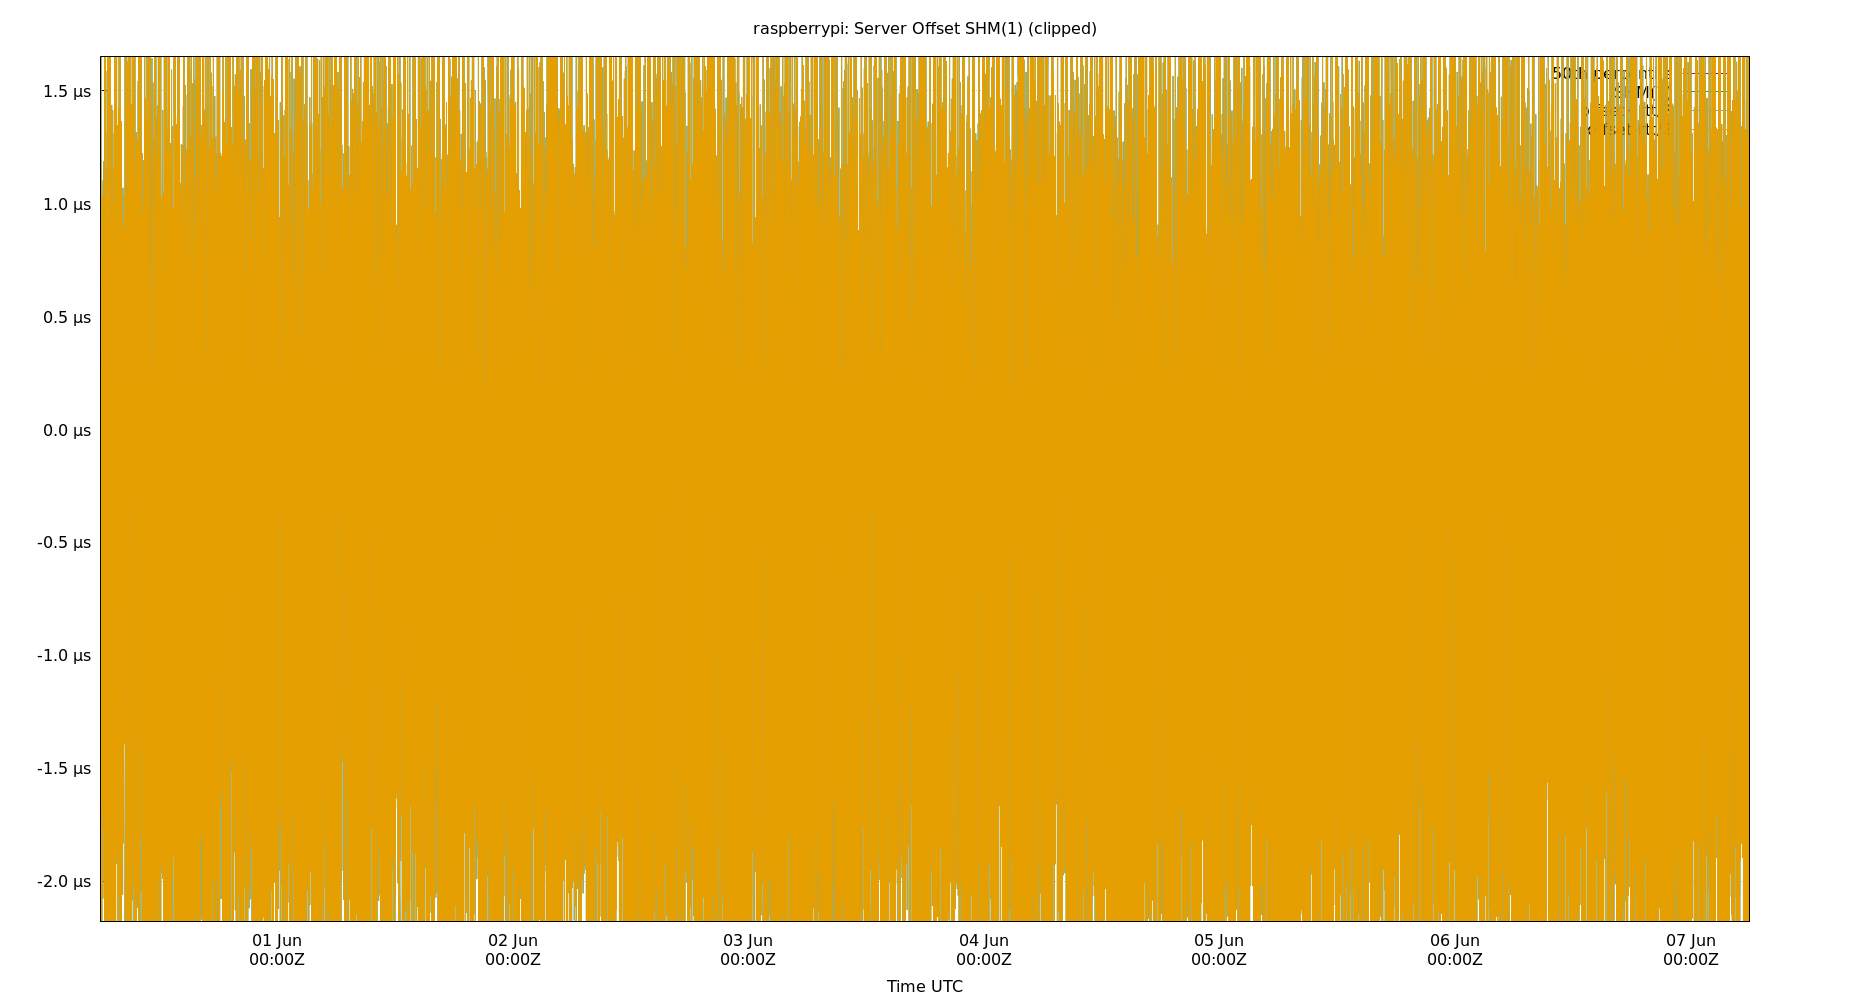 raspberrypi: Server Offset SHM(1) (clipped)
1.5 µs
1.0 µs
0.5 µs
0.0 µs
-0.5 µs
-1.0 µs
-1.5 µs
-2.0 µs
50th
01 Jun 02 Jun 03 Jun 04 Jun 05 Jun 06 Jun 07 Jun
00:00Z 00:00Z 00:00Z 00:00Z 00:00Z 00:00Z 00:00Z
Time UTC